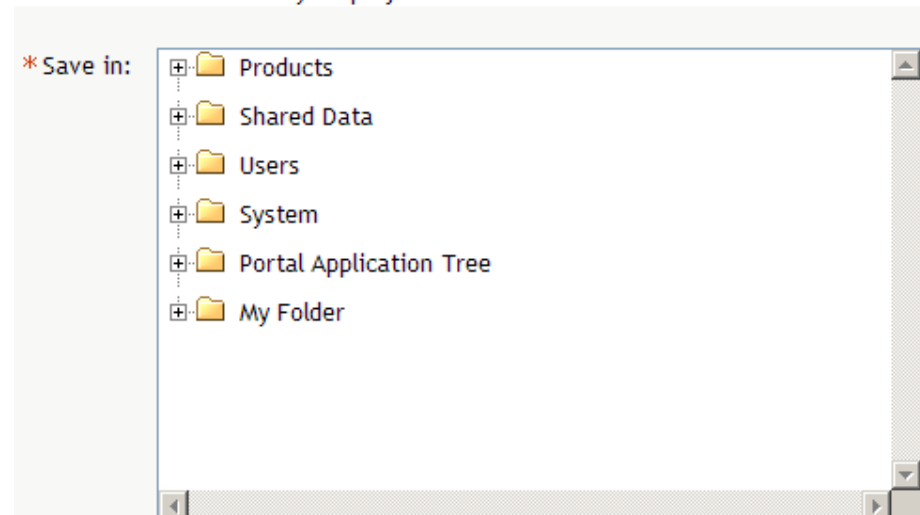 *Save in:
Products
Shared Data
Users
System
Portal Application Tree
My Folder